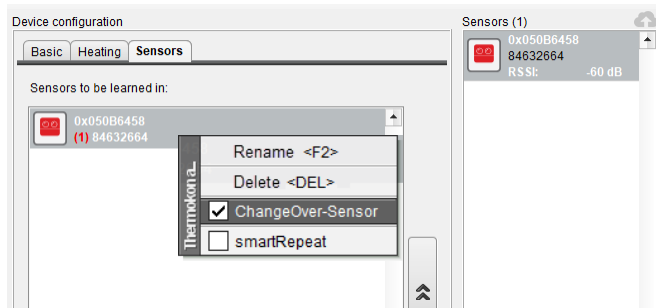 Device configuration
Sensors (1)
Basic
Heating
Sensors
0x050B6458
84632664
RSSI: -60 dB
Sensors to be learned in:
0x050B6458
(1) 84632664
Thermokona...
Rename <F2>
Delete <DEL>
ChangeOver-Sensor
smartRepeat